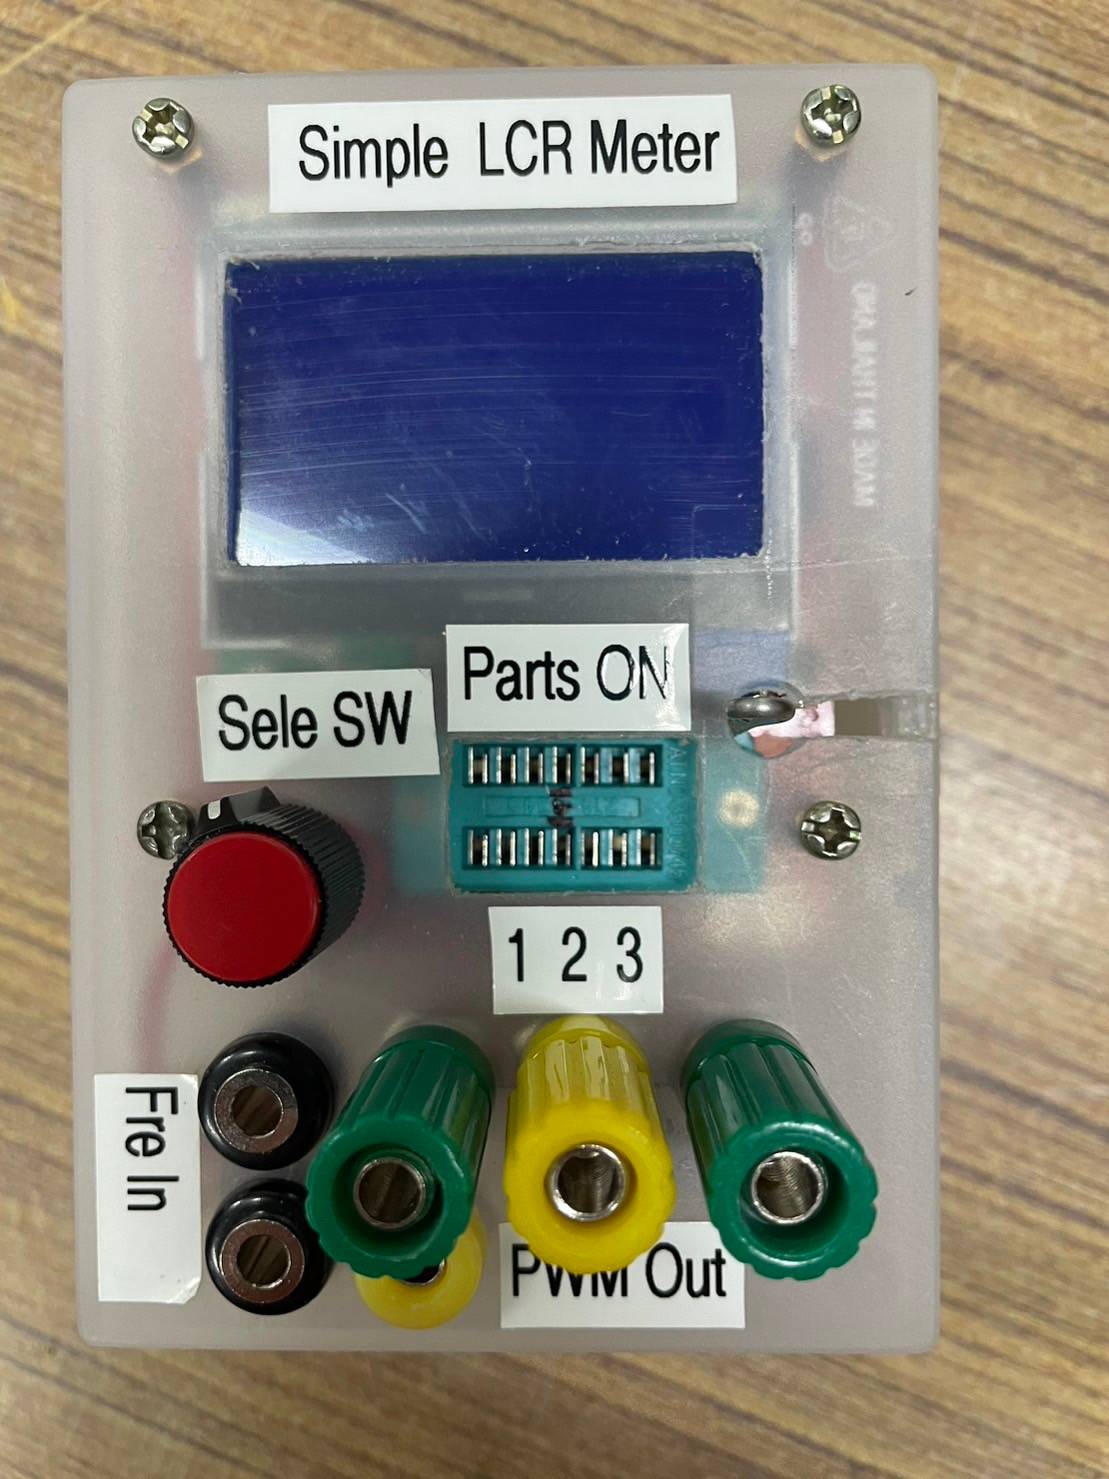 Simple LCR Meter
Parts ON
Sele SW
1 2 3
Fre In
PWM Out